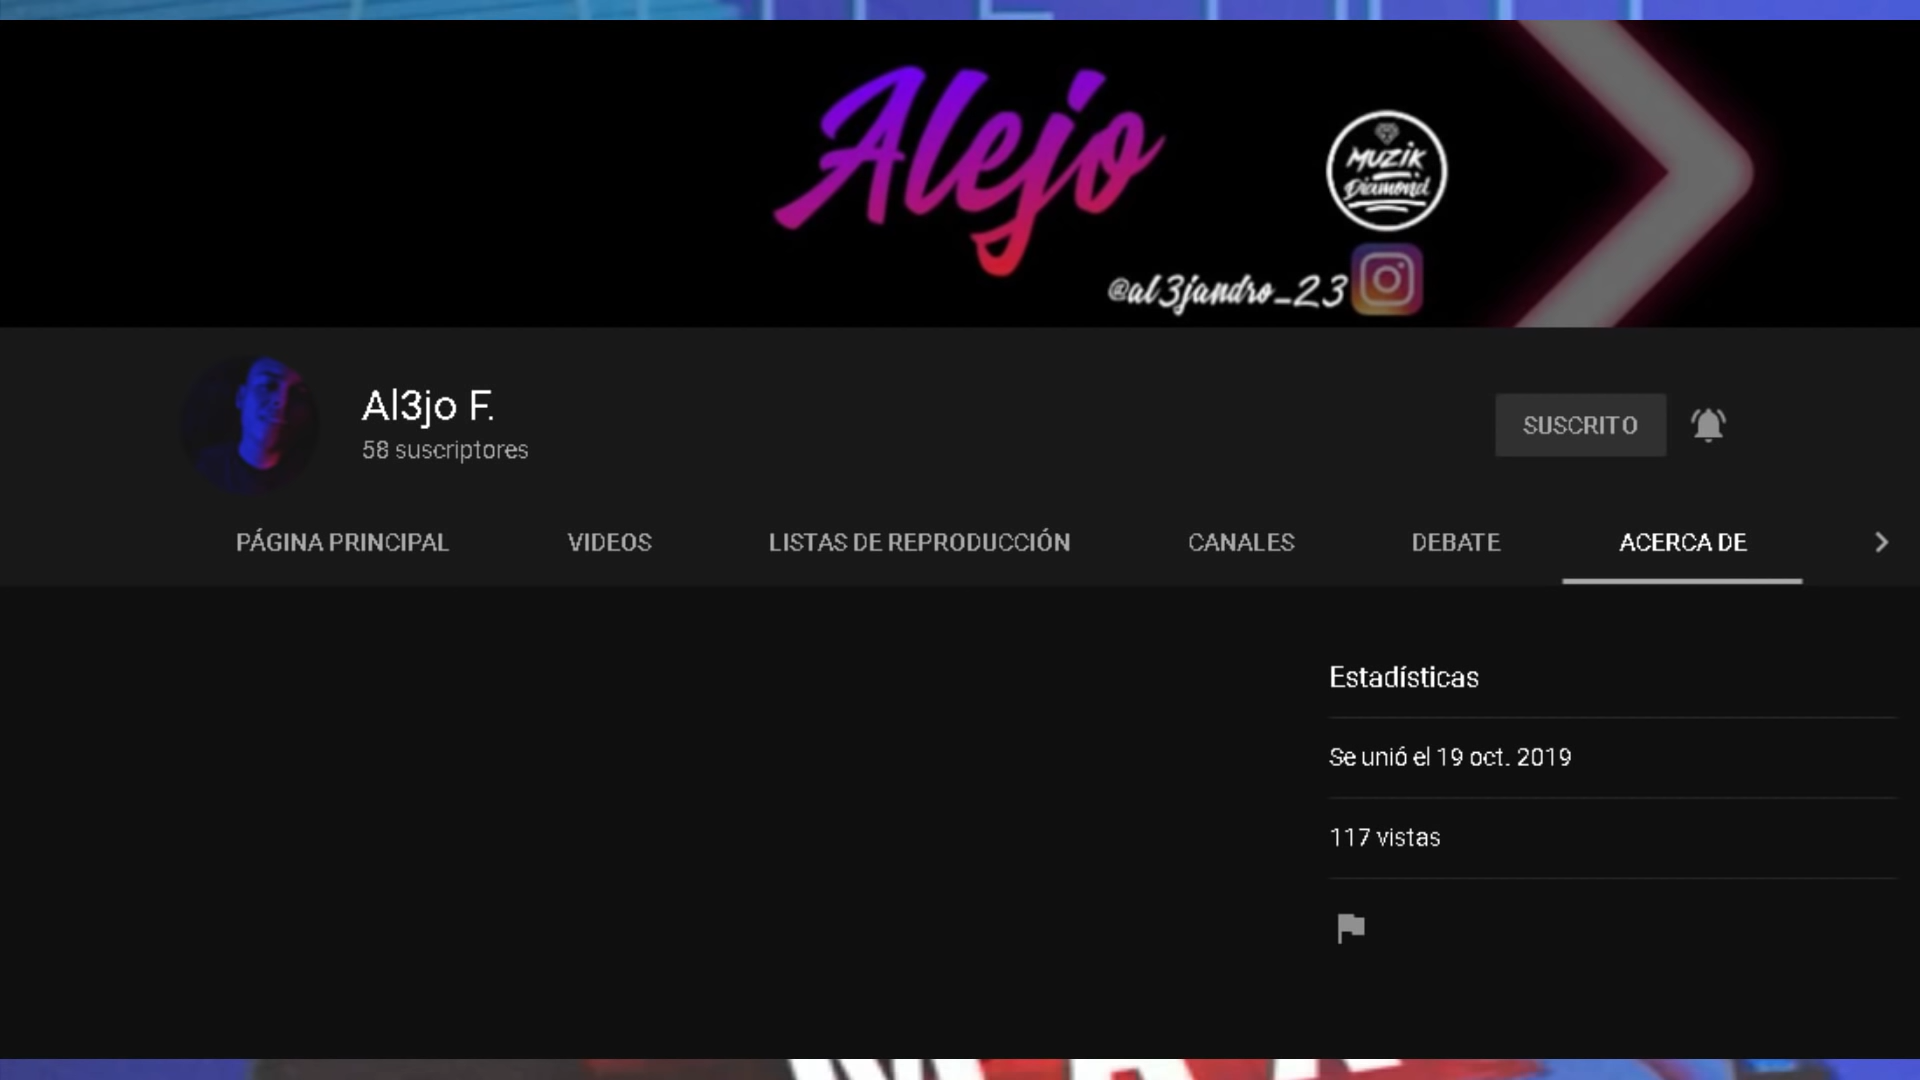 Alejo
MUZIK
Diamond
@al3jandro_23
Al3jo F.
58 suscriptores
SUSCRITO
PÁGINA PRINCIPAL
VIDEOS
LISTAS DE REPRODUCCIÓN
CANALES
DEBATE
ACERCA DE
Estadísticas
Se unió el 19 oct. 2019
117 vistas